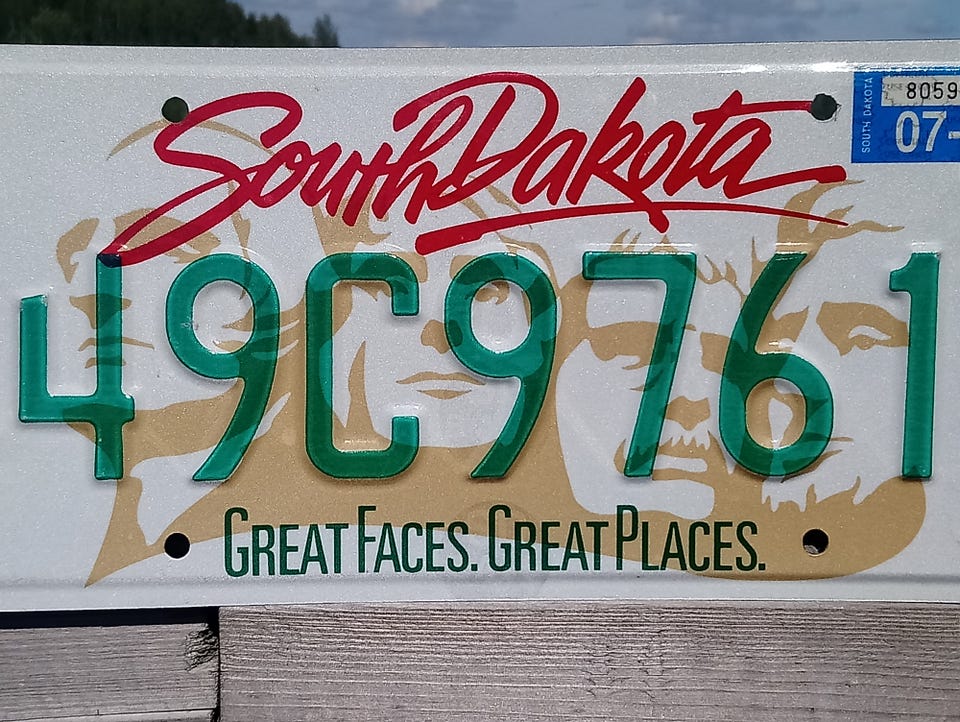 South Dakota
SOUTH DAKOTA
8059
07-
49C9761
GREAT FACES. GREAT PLACES.